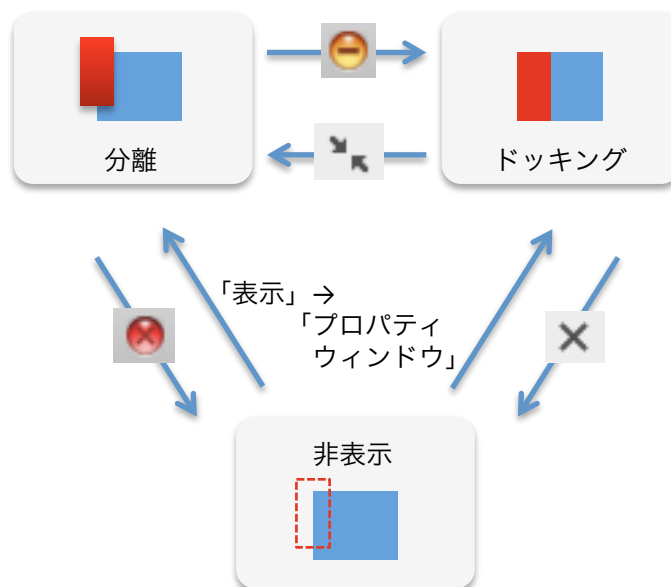 分離
ドッキング
「表示」→
「プロパティ
ウィンドウ」
非表示